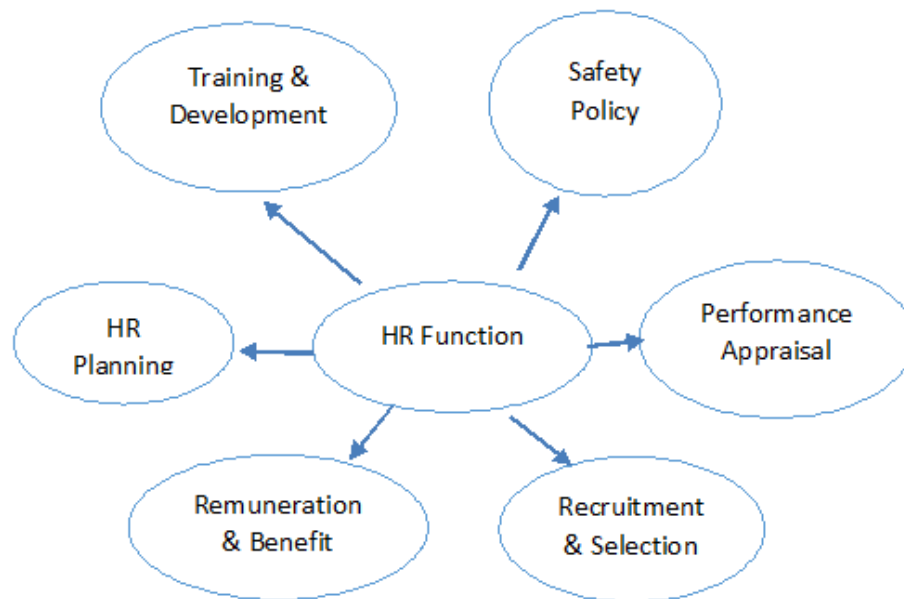 Training &
Development
Safety
Policy
HR
Planning
HR Function
Performance
Appraisal
Remuneration
& Benefit
Recruitment
& Selection